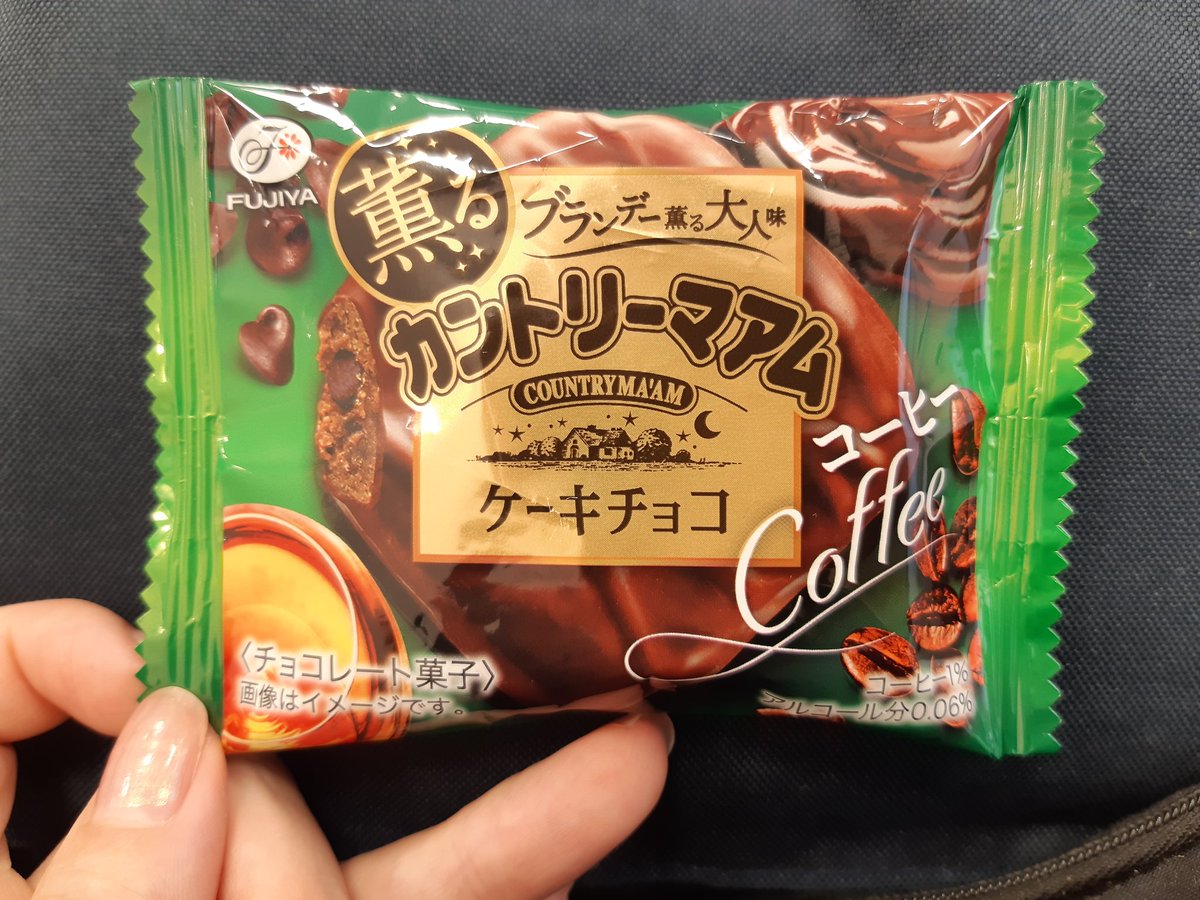 FUJIYA
薫る
ブランデー薫る大人味
カントリーマアム
COUNTRY MA'AM
ケーキチョコ
コーヒー
Coffee
〈チョコレート菓子〉
画像はイメージです。
コーヒー1%
アルコール分0.06%